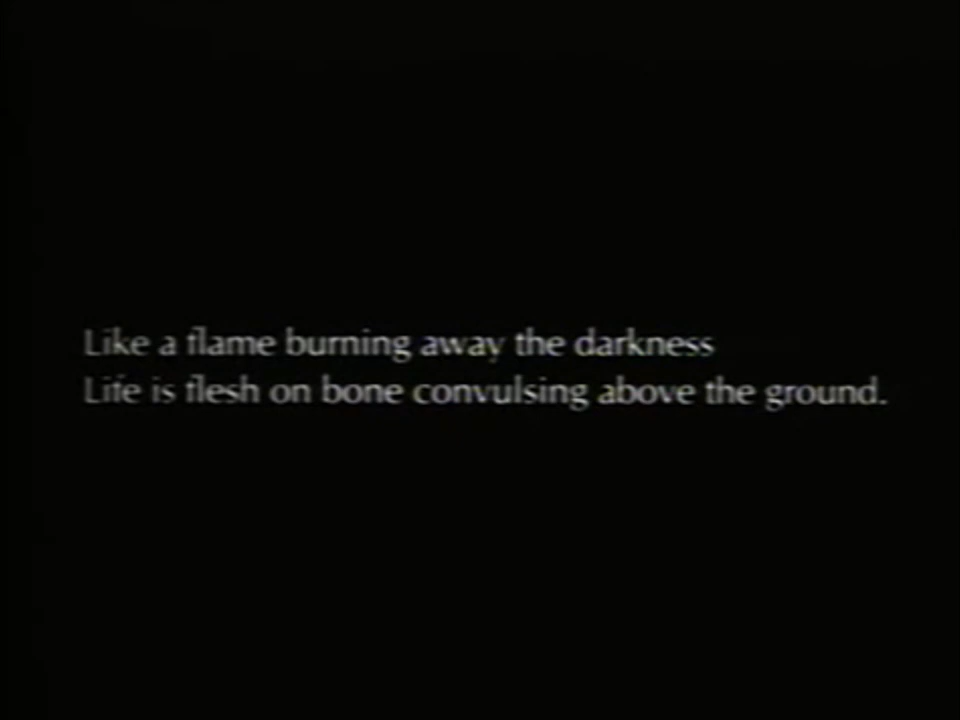 Like a flame burning away the darkness
Life is flesh on bone convulsing above the ground.